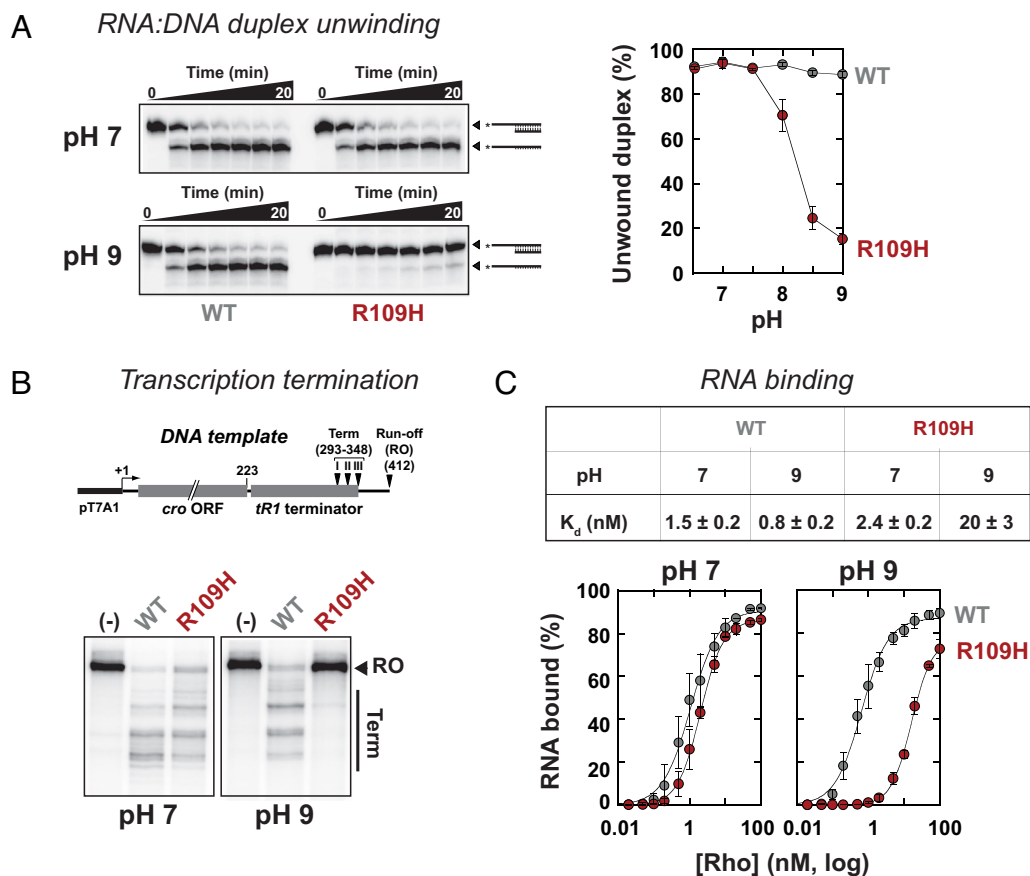 A
RNA:DNA duplex unwinding
Time (min)
Time (min)
0
20
0
20
pH 7
*
*
Time (min)
Time (min)
0
20
0
20
pH 9
*
*
WT
R109H
Unwound duplex (%)
100
80
60
40
20
0
WT
R109H
7
8
9
pH
B
Transcription termination
DNA template
Term
(293-348)
I II III
Run-off
(RO)
(412)
+1
223
pT7A1
cro ORF
tR1 terminator
(-)
WT
R109H
(-)
WT
R109H
RO
Term
pH 7
pH 9
C
RNA binding
WT
R109H
pH
7
9
7
9
Kd (nM)
1.5 ± 0.2
0.8 ± 0.2
2.4 ± 0.2
20 ± 3
pH 7
pH 9
RNA bound (%)
100
80
60
40
20
0
WT
R109H
0.01
1
100
0.01
1
100
[Rho] (nM, log)